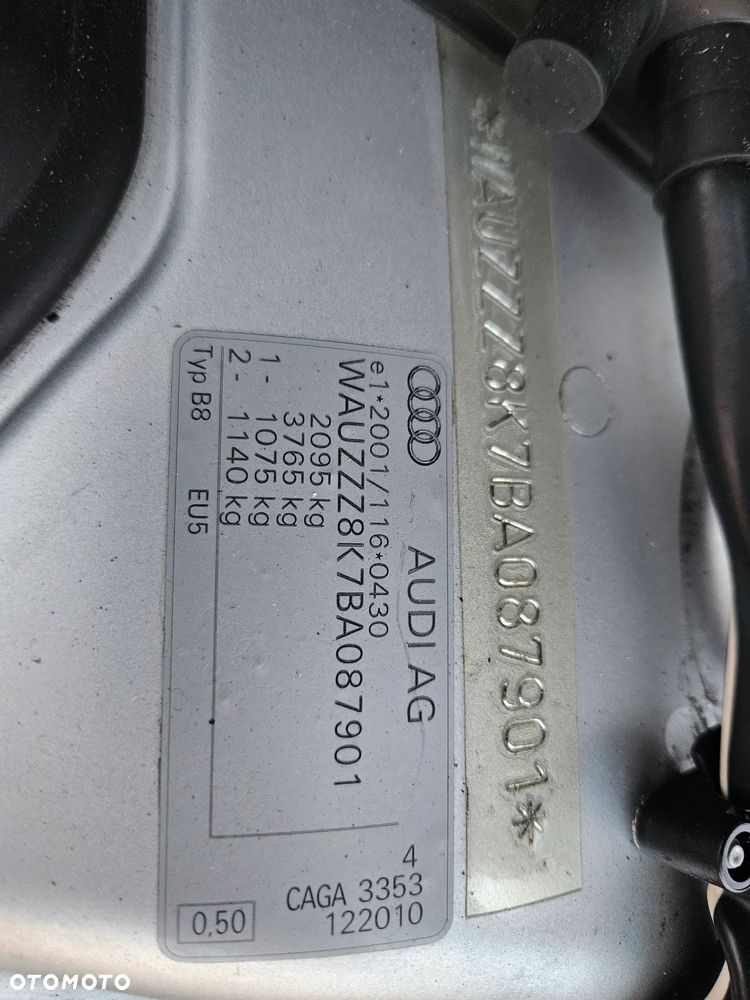 *WAUZZZ8K7BA087901*
AUDI AG
e1*2001/116*0430
WAUZZZ8K7BA087901
2095 kg
3765 kg
1 - 1075 kg
2 - 1140 kg
Typ B8 EU5
4
CAGA 3353
122010
0,50
OTOMOTO
OTOMOTO